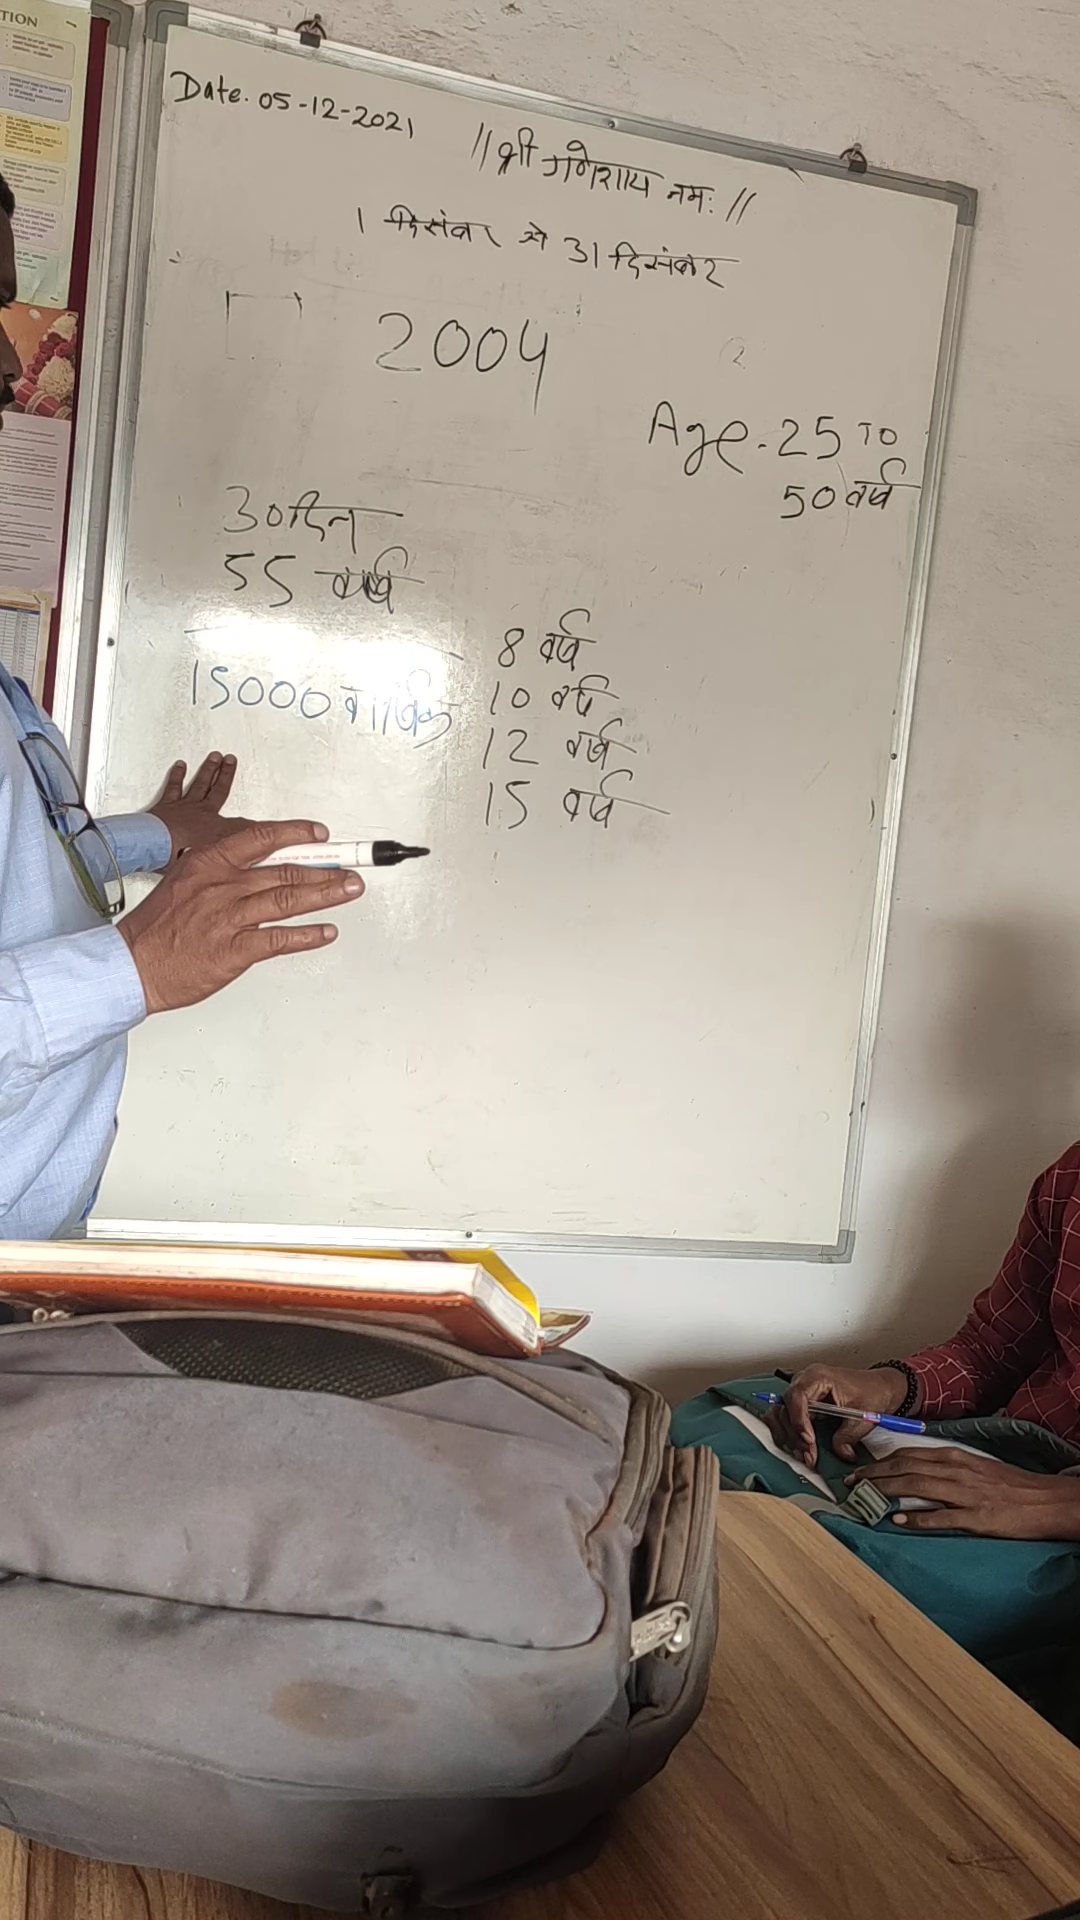 TION
Date. 05-12-2021
// श्री गणेशाय नमः //
1 दिसंबर से 31 दिसंबर
2004
Age. 25 TO
50 वर्ष
30 दिन
55 वर्ष
15000 वार्षिक
8 वर्ष
10 वर्ष
12 वर्ष
15 वर्ष